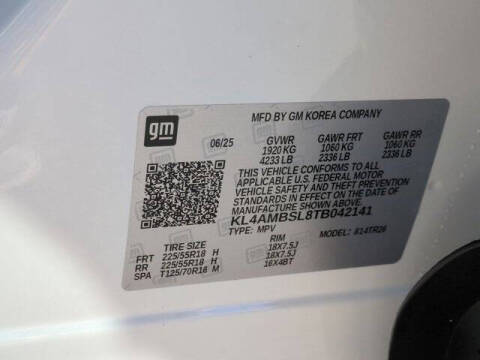 gm
MFD BY GM KOREA COMPANY
06/25 GVWR GAWR FRT GAWR RR
1920 KG 1060 KG 1060 KG
4233 LB 2336 LB 2336 LB
THIS VEHICLE CONFORMS TO ALL
APPLICABLE U.S. FEDERAL MOTOR
VEHICLE SAFETY AND THEFT PREVENTION
STANDARDS IN EFFECT ON THE DATE OF
MANUFACTURE SHOWN ABOVE.
KL4AMBSL8TB042141
TYPE: MPV MODEL: 814TR26
TIRE SIZE RIM
FRT 225/55R18 H 18X7.5J
RR 225/55R18 H 18X7.5J
SPA T125/70R16 M 16X4BT